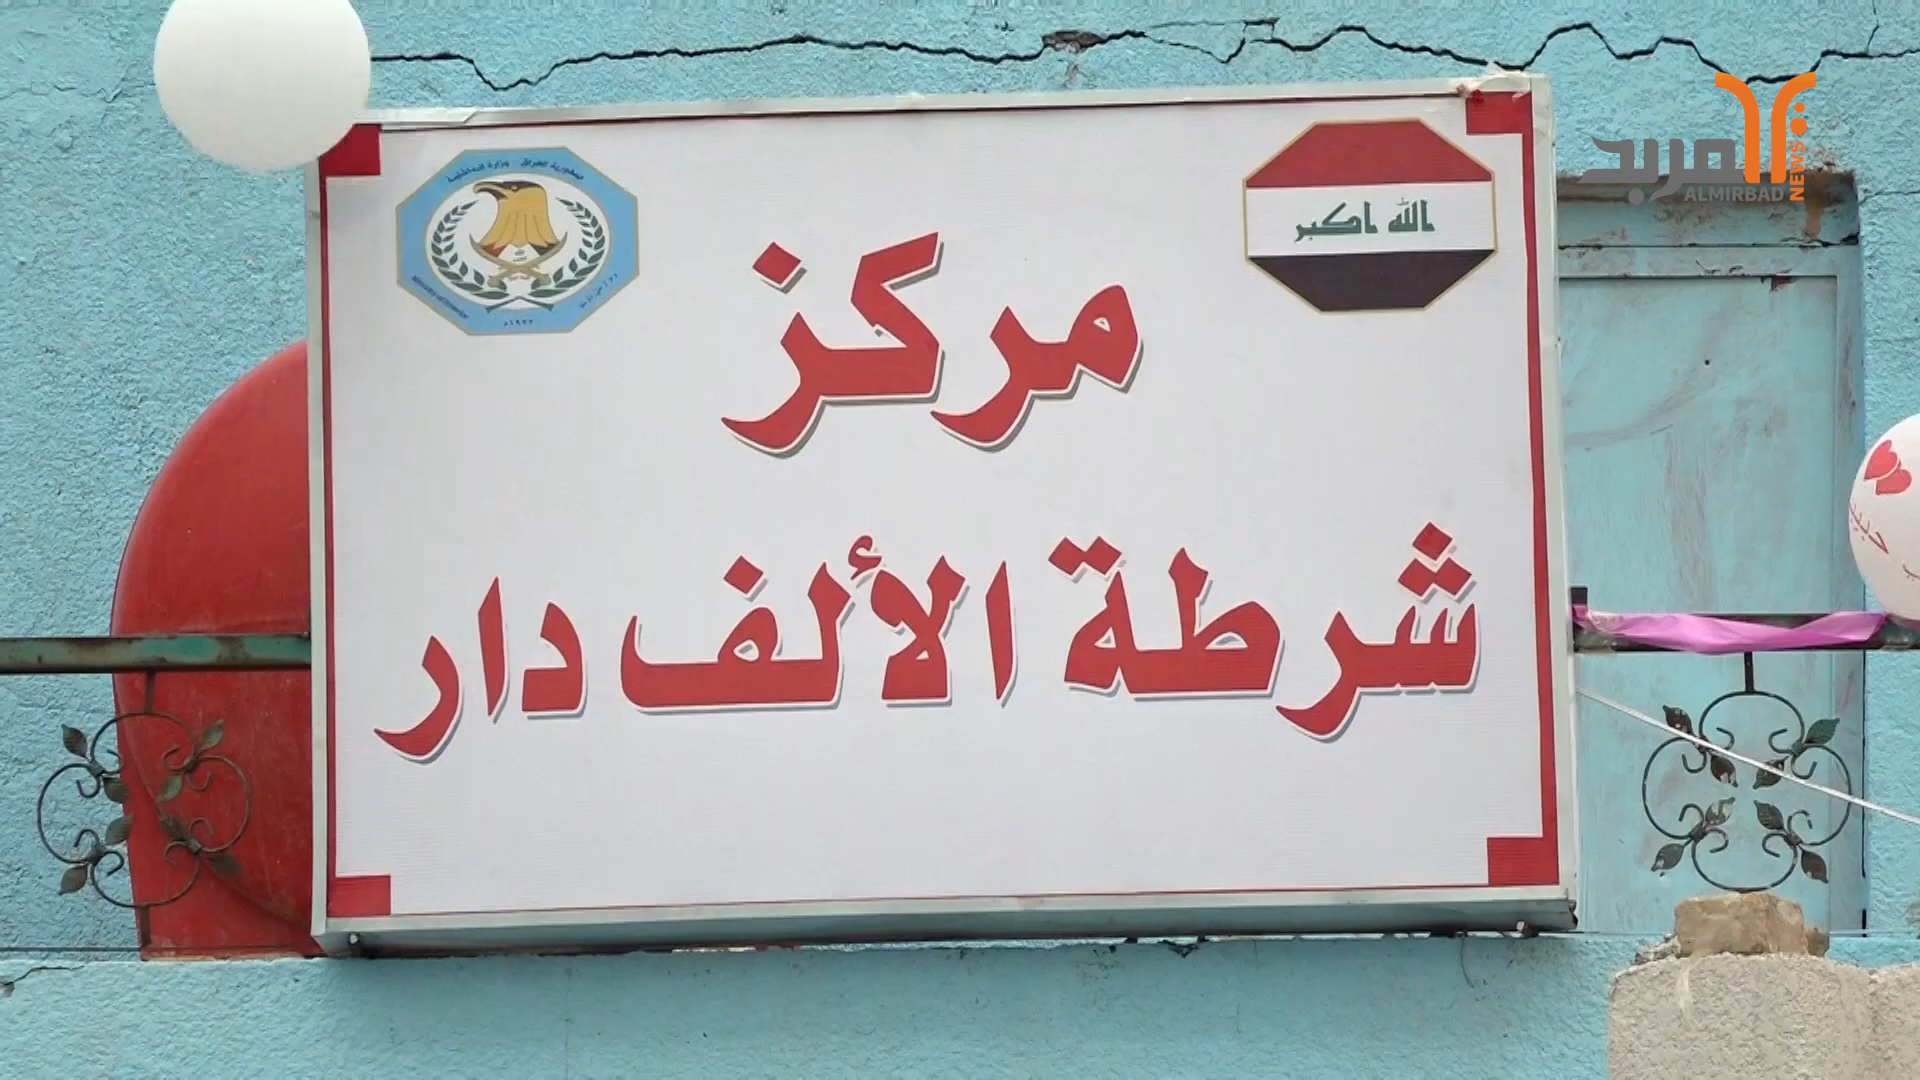 مركز
شرطة الألف دار
الله اكبر
جمهورية العراق وزارة الداخلية
المربد
ALMIRBAD NEWS